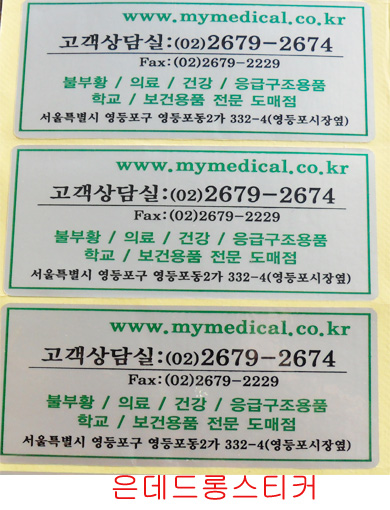 www.mymedical.co.kr
고객상담실:(02)2679-2674
Fax:(02)2679-2229
불부황 / 의료 / 건강 / 응급구조용품
학교 / 보건용품 전문 도매점
서울특별시 영등포구 영등포동2가 332-4(영등포시장옆)
www.mymedical.co.kr
고객상담실:(02)2679-2674
Fax:(02)2679-2229
불부황 / 의료 / 건강 / 응급구조용품
학교 / 보건용품 전문 도매점
서울특별시 영등포구 영등포동2가 332-4(영등포시장옆)
www.mymedical.co.kr
고객상담실:(02)2679-2674
Fax:(02)2679-2229
불부황 / 의료 / 건강 / 응급구조용품
학교 / 보건용품 전문 도매점
서울특별시 영등포구 영등포동2가 332-4(영등포시장옆)
은데드롱스티커